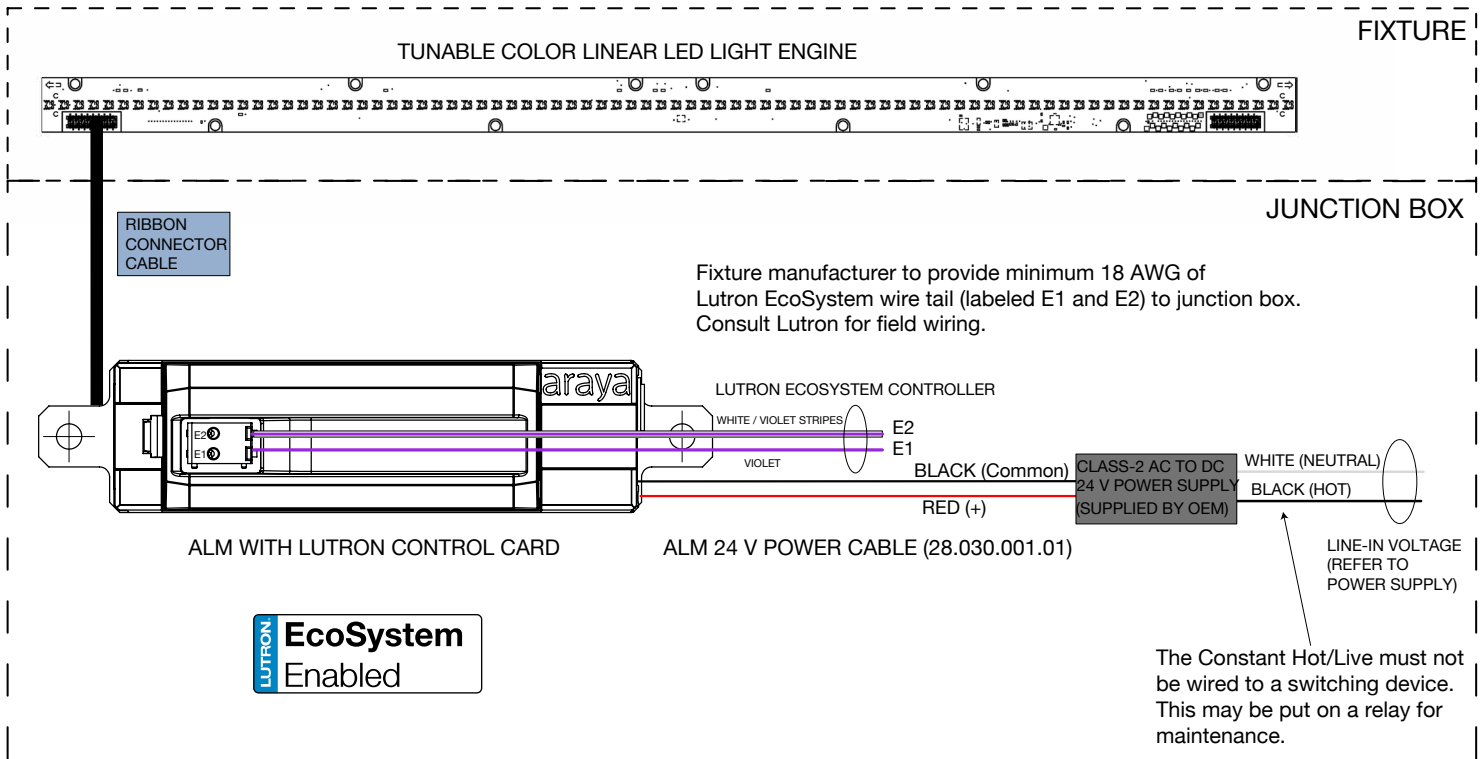 FIXTURE
TUNABLE COLOR LINEAR LED LIGHT ENGINE
C
C
C
C
JUNCTION BOX
RIBBON
CONNECTOR
CABLE
Fixture manufacturer to provide minimum 18 AWG of
Lutron EcoSystem wire tail (labeled E1 and E2) to junction box.
Consult Lutron for field wiring.
araya
LUTRON ECOSYSTEM CONTROLLER
WHITE / VIOLET STRIPES
E2
E2
E1
E1
VIOLET
BLACK (Common)
RED (+)
CLASS-2 AC TO DC
24 V POWER SUPPLY
(SUPPLIED BY OEM)
WHITE (NEUTRAL)
BLACK (HOT)
LINE-IN VOLTAGE
(REFER TO
POWER SUPPLY)
ALM WITH LUTRON CONTROL CARD
ALM 24 V POWER CABLE (28.030.001.01)
LUTRON.
EcoSystem
Enabled
The Constant Hot/Live must not
be wired to a switching device.
This may be put on a relay for
maintenance.